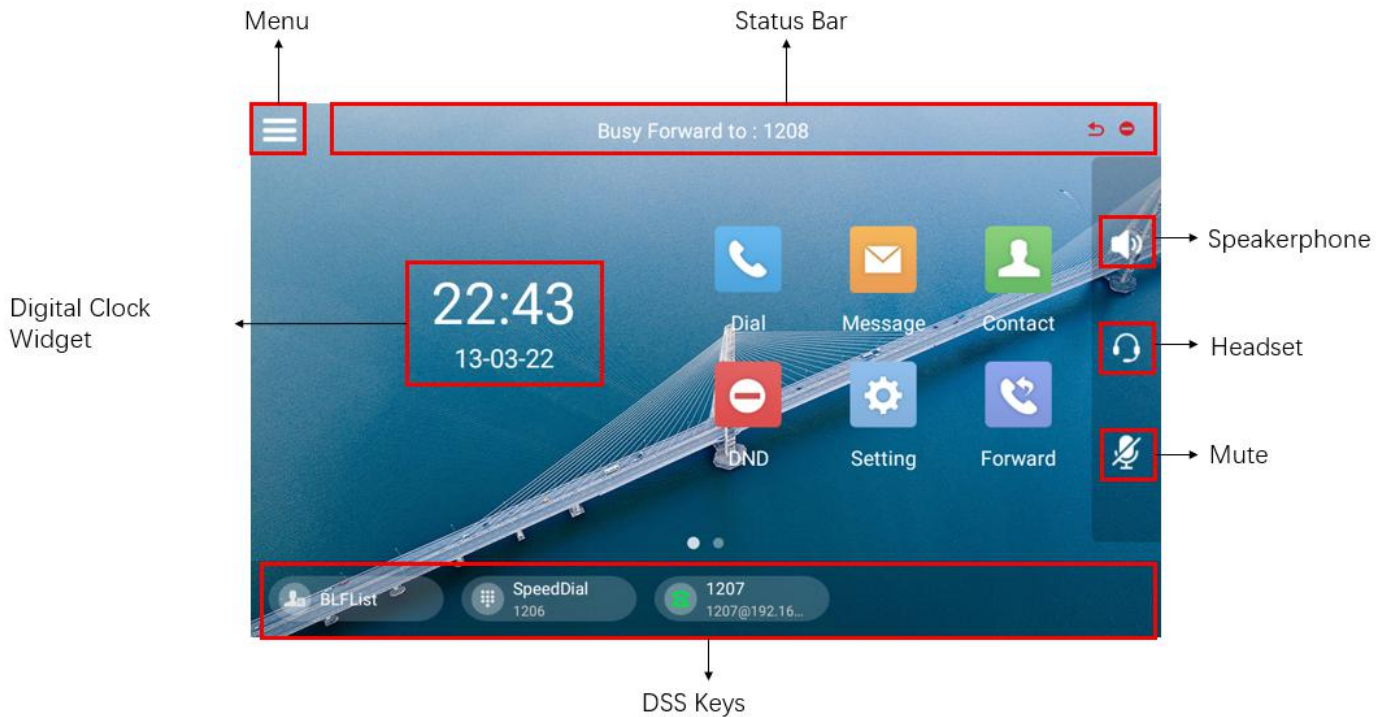 Menu
Status Bar
Busy Forward to : 1208
Speakerphone
Digital Clock
Widget
22:43
13-03-22
Dial
Message
Contact
Headset
DND
Setting
Forward
Mute
BLFList
SpeedDial
1206
1207
1207@192.16...
DSS Keys